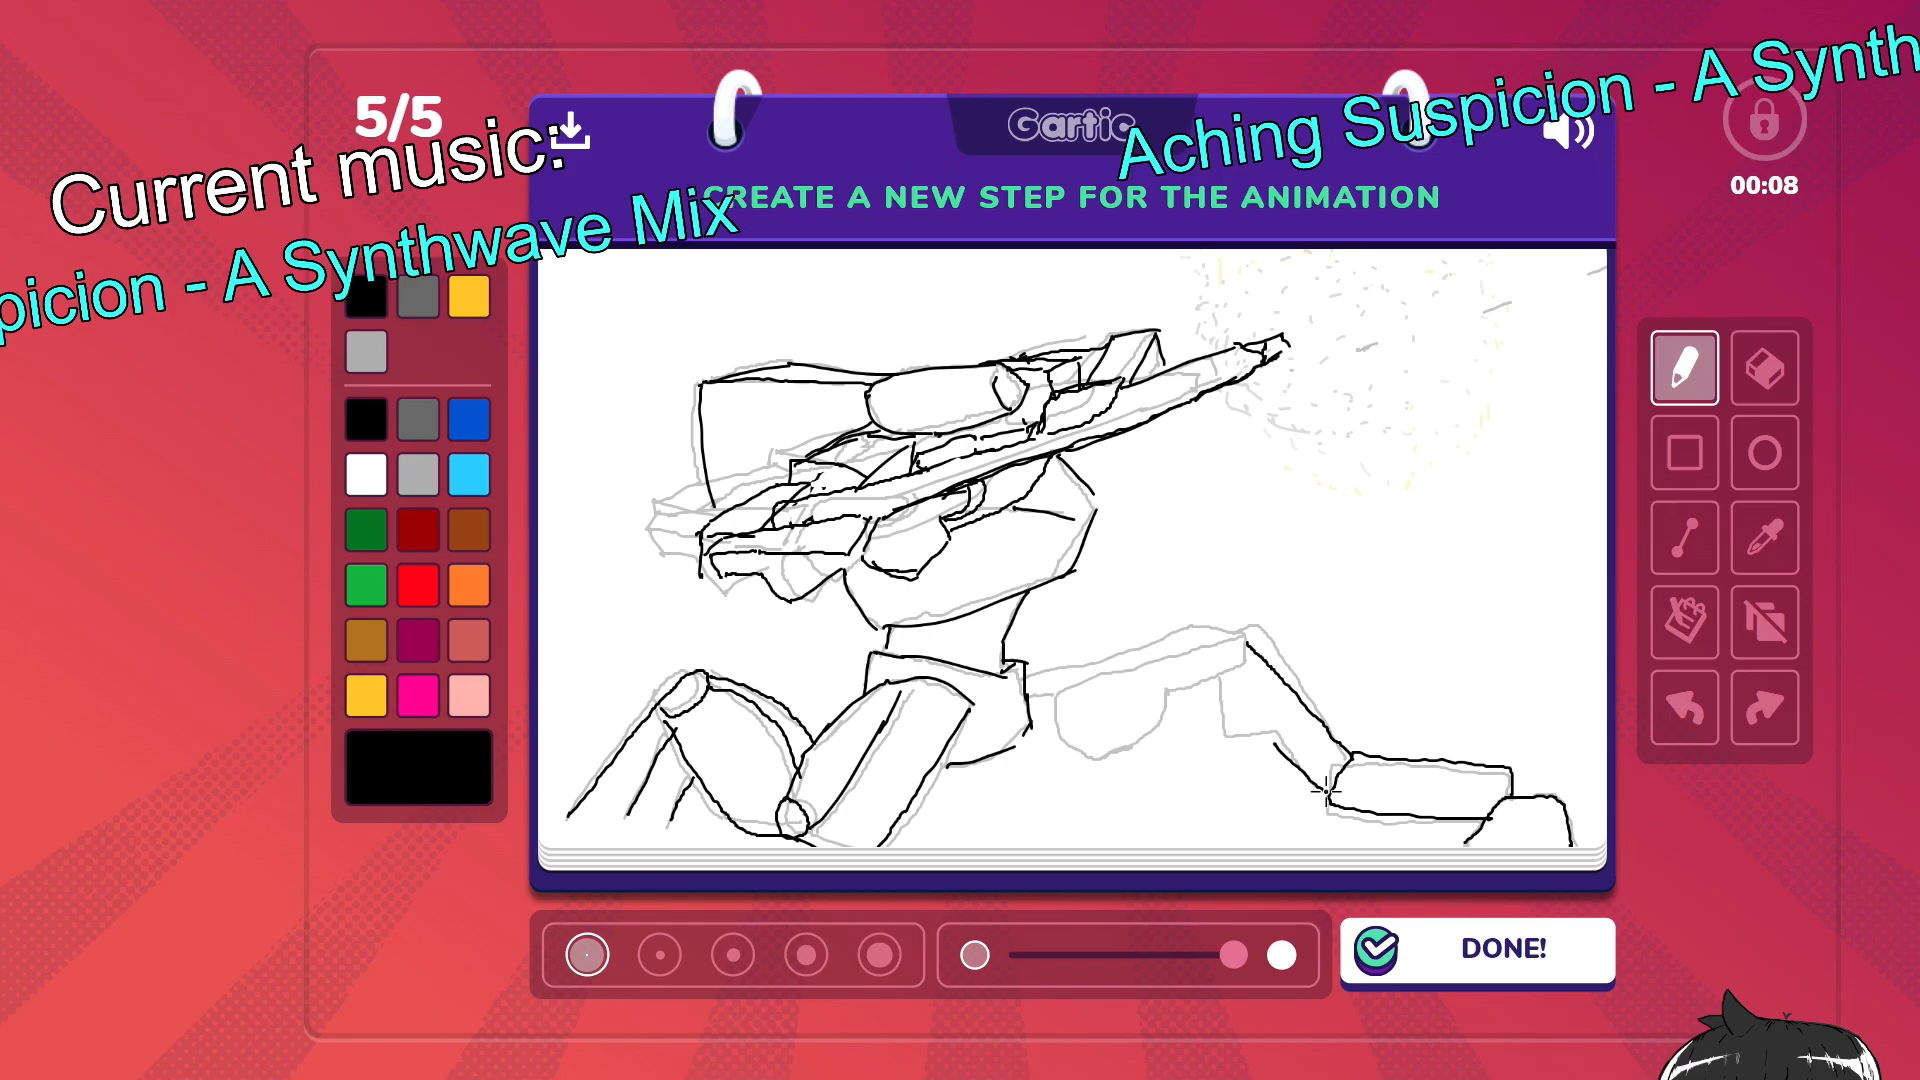 5/5
Current music:
picion - A Synthwave Mix
Gartic
Aching Suspicion - A Synth
00:08
CREATE A NEW STEP FOR THE ANIMATION
DONE!